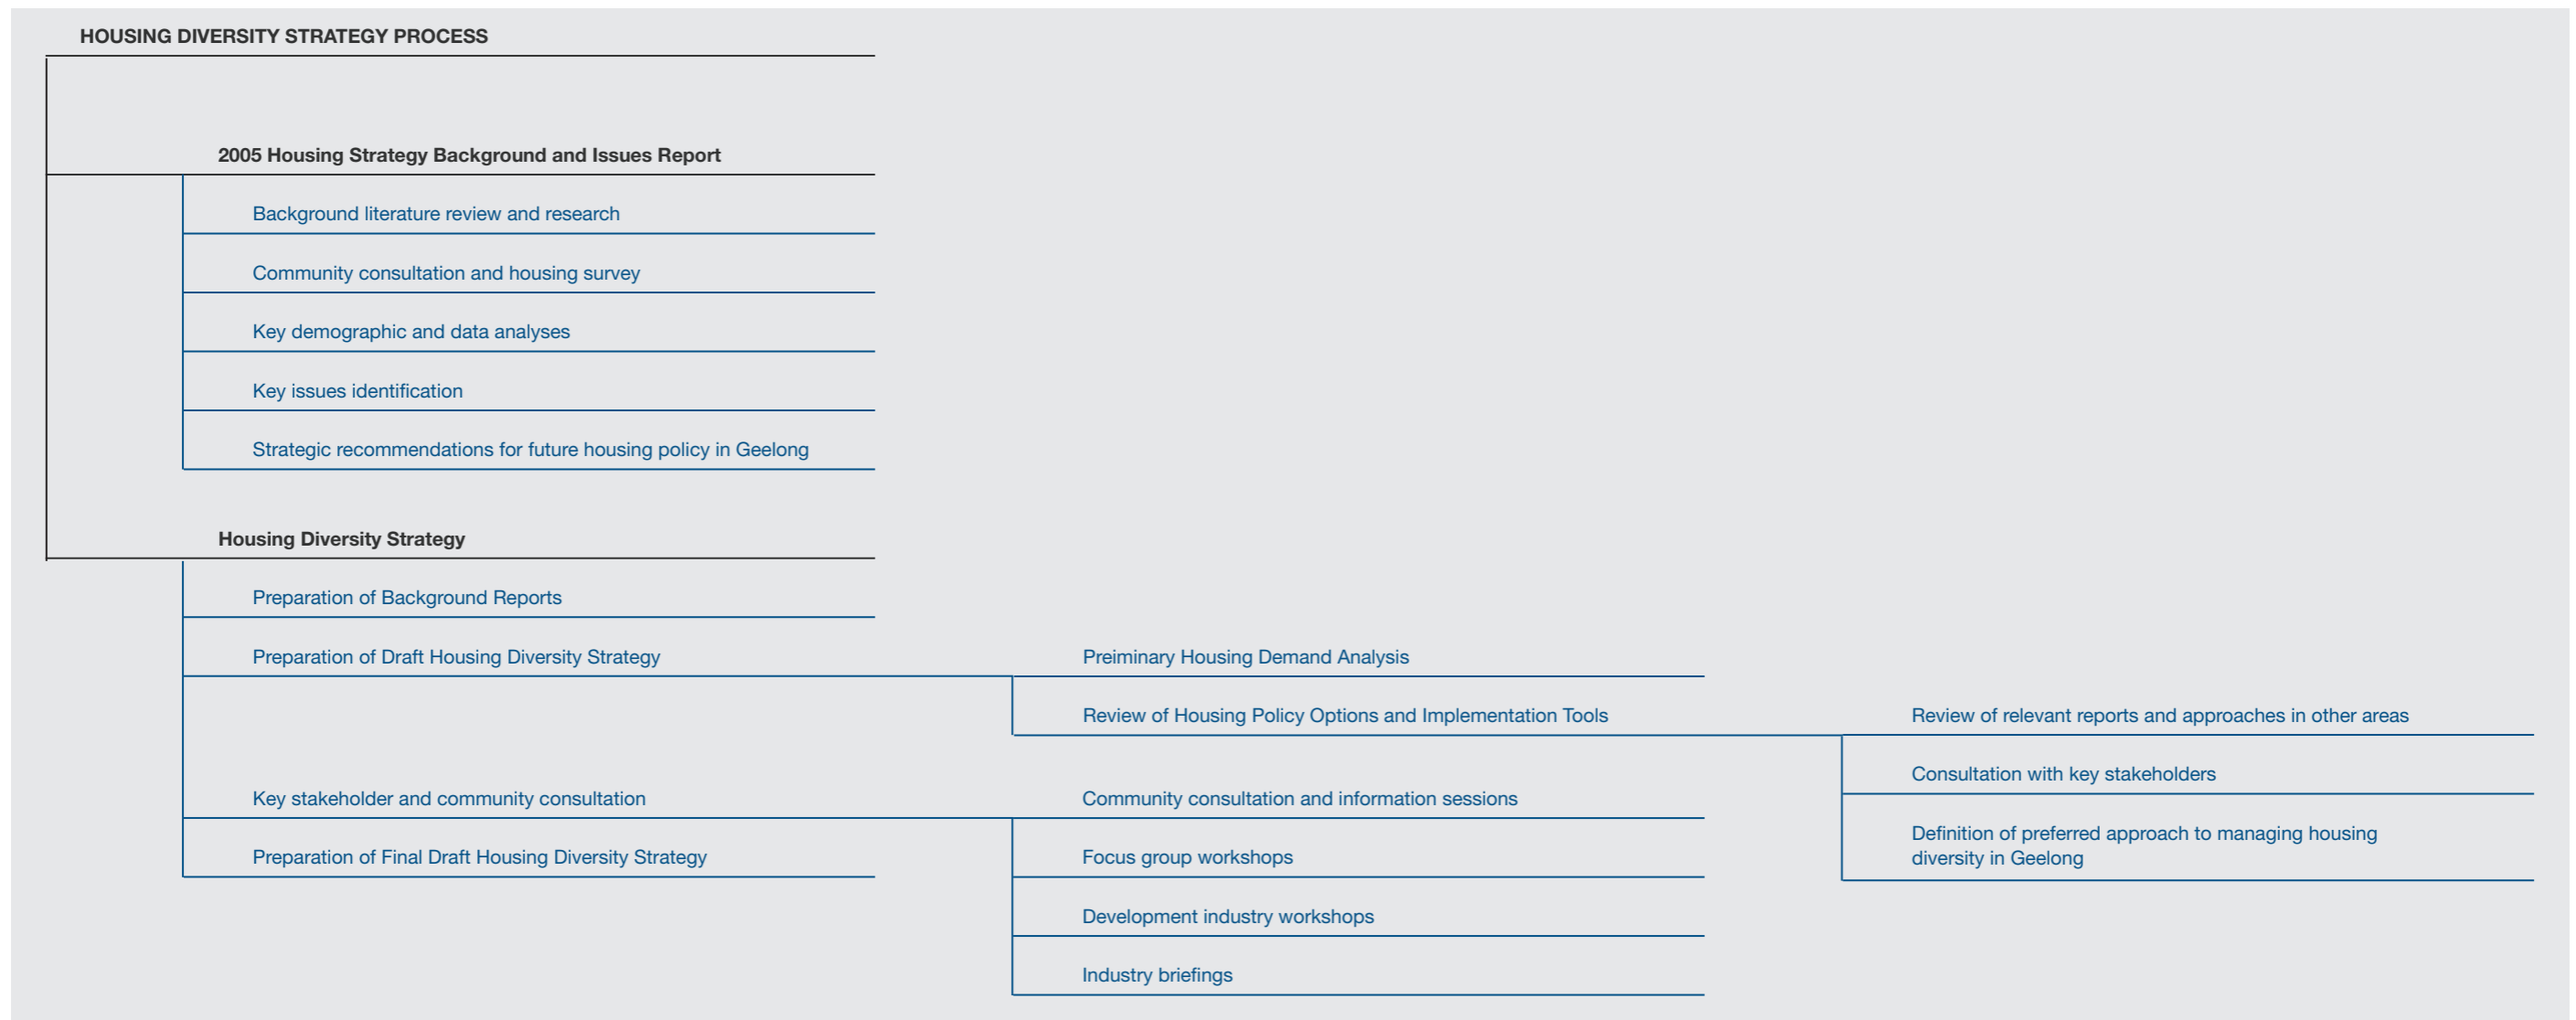 HOUSING DIVERSITY STRATEGY PROCESS
2005 Housing Strategy Background and Issues Report
Background literature review and research
Community consultation and housing survey
Key demographic and data analyses
Key issues identification
Strategic recommendations for future housing policy in Geelong
Housing Diversity Strategy
Preparation of Background Reports
Preparation of Draft Housing Diversity Strategy
Preiminary Housing Demand Analysis
Review of Housing Policy Options and Implementation Tools
Review of relevant reports and approaches in other areas
Consultation with key stakeholders
Definition of preferred approach to managing housing
diversity in Geelong
Key stakeholder and community consultation
Community consultation and information sessions
Focus group workshops
Development industry workshops
Industry briefings
Preparation of Final Draft Housing Diversity Strategy